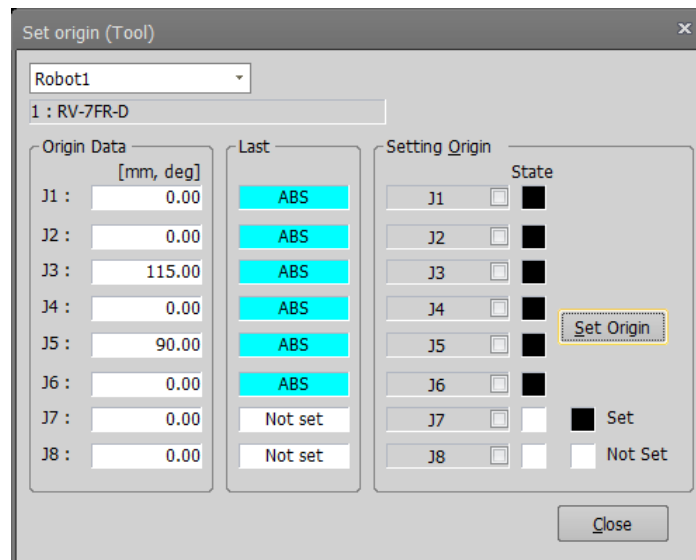 Set origin (Tool)
Robot1
1 : RV-7FR-D
Origin Data Last Setting Origin
[mm, deg] State
J1 : 0.00 ABS J1
J2 : 0.00 ABS J2
J3 : 115.00 ABS J3
J4 : 0.00 ABS J4
Set Origin
J5 : 90.00 ABS J5
J6 : 0.00 ABS J6
J7 : 0.00 Not set J7 Set
J8 : 0.00 Not set J8 Not Set
Close